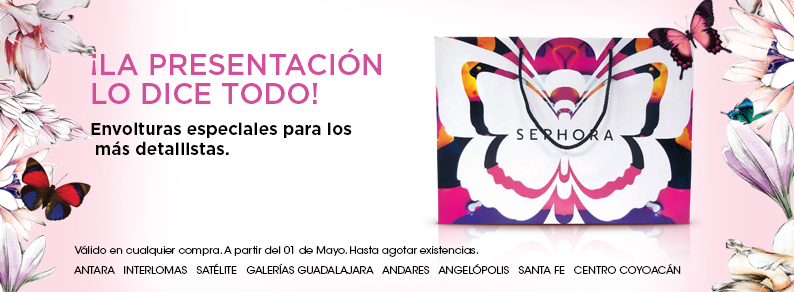 ¡LA PRESENTACIÓN
LO DICE TODO!
Envolturas especiales para los
más detallistas.
SEPHORA
Válido en cualquier compra. A partir del 01 de Mayo. Hasta agotar existencias.
ANTARA INTERLOMAS SATÉLITE GALERÍAS GUADALAJARA ANDARES ANGELÓPOLIS SANTA FE CENTRO COYOACÁN